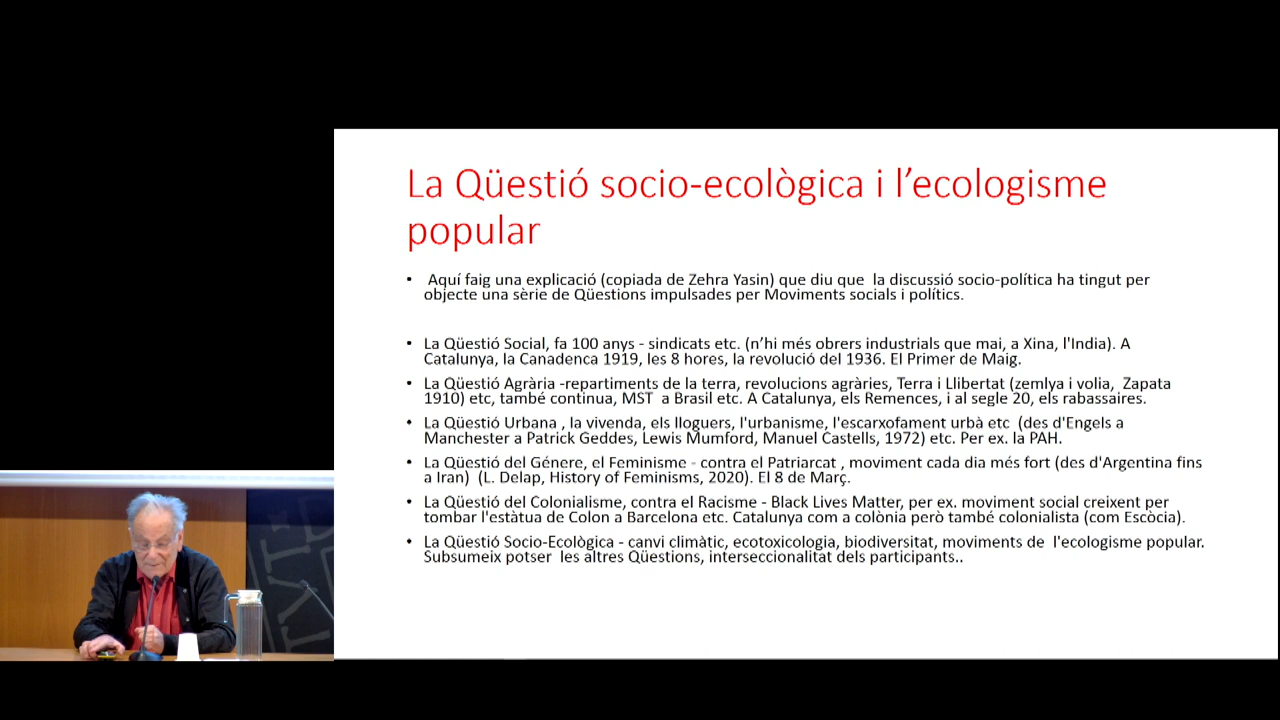 La Qüestió socio-ecològica i l’ecologisme
popular
• Aquí faig una explicació (copiada de Zehra Yasin) que diu que la discussió socio-política ha tingut per
objecte una sèrie de Qüestions impulsades per Moviments socials i polítics.
• La Qüestió Social, fa 100 anys - sindicats etc. (n’hi més obrers industrials que mai, a Xina, l'India). A
Catalunya, la Canadenca 1919, les 8 hores, la revolució del 1936. El Primer de Maig.
• La Qüestió Agrària -repartiments de la terra, revolucions agràries, Terra i Llibertat (zemlya i volia, Zapata
1910) etc, també continua, MST a Brasil etc. A Catalunya, els Remences, i al segle 20, els rabassaires.
• La Qüestió Urbana , la vivenda, els lloguers, l'urbanisme, l'escarxofament urbà etc (des d'Engels a
Manchester a Patrick Geddes, Lewis Mumford, Manuel Castells, 1972) etc. Per ex. la PAH.
• La Qüestió del Génere, el Feminisme - contra el Patriarcat , moviment cada dia més fort (des d'Argentina fins
a Iran) (L. Delap, History of Feminisms, 2020). El 8 de Març.
• La Qüestió del Colonialisme, contra el Racisme - Black Lives Matter, per ex. moviment social creixent per
tombar l'estàtua de Colon a Barcelona etc. Catalunya com a colònia però també colonialista (com Escòcia).
• La Qüestió Socio-Ecològica - canvi climàtic, ecotoxicologia, biodiversitat, moviments de l'ecologisme popular.
Subsumeix potser les altres Qüestions, interseccionalitat dels participants..